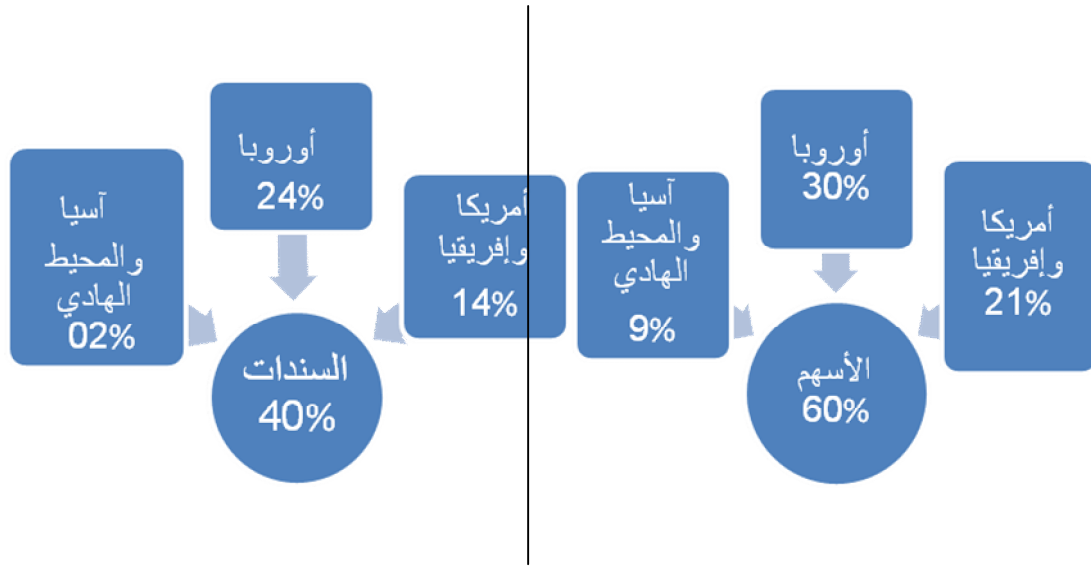 أوروبا
30%
أمريكا
وإفريقيا
21%
آسيا
والمحيط
الهادي
9%
الأسهم
60%
أوروبا
24%
أمريكا
وإفريقيا
14%
آسيا
والمحيط
الهادي
02%
السندات
40%